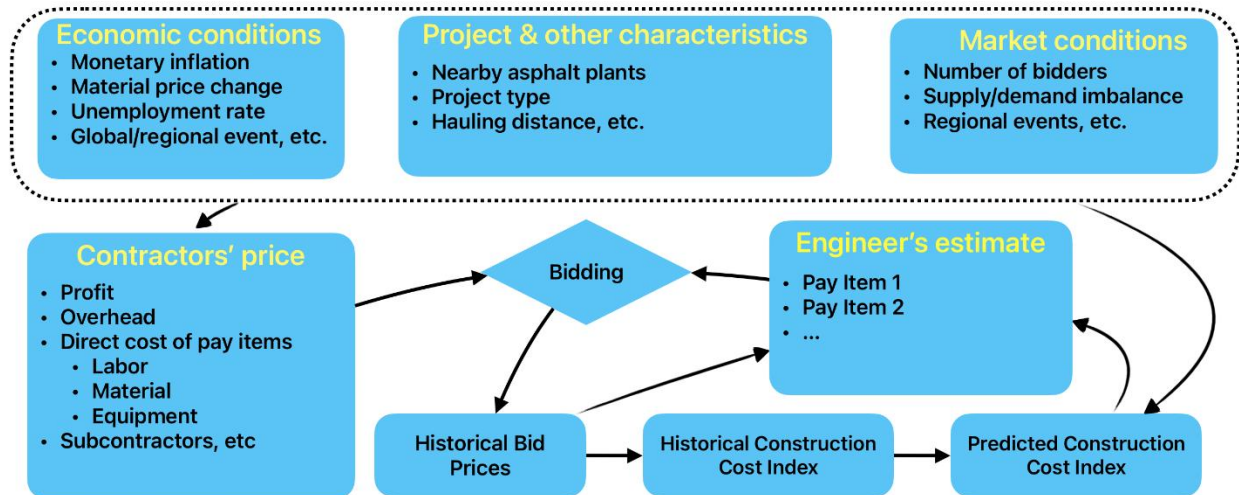 Economic conditions
• Monetary inflation
• Material price change
• Unemployment rate
• Global/regional event, etc.
Project & other characteristics
• Nearby asphalt plants
• Project type
• Hauling distance, etc.
Market conditions
• Number of bidders
• Supply/demand imbalance
• Regional events, etc.
Contractors' price
• Profit
• Overhead
• Direct cost of pay items
• Labor
• Material
• Equipment
• Subcontractors, etc
Bidding
Engineer's estimate
• Pay Item 1
• Pay Item 2
• ...
Historical Bid
Prices
Historical Construction
Cost Index
Predicted Construction
Cost Index